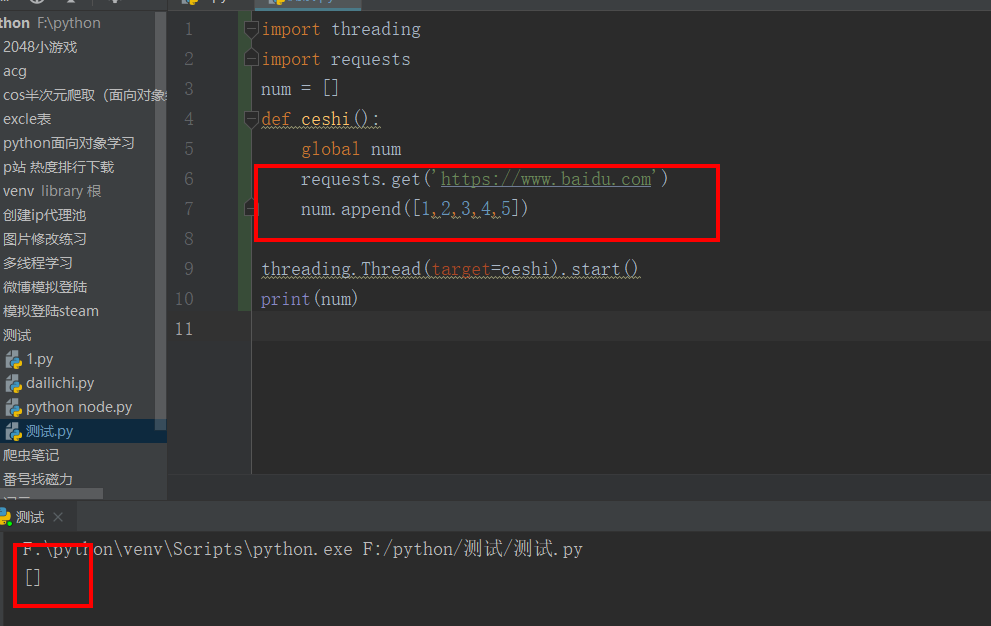 thon F:\python
2048小游戏
acg
cos半次元爬取（面向对象
excle表
python面向对象学习
p站 热度排行下载
venv library 根
创建ip代理池
图片修改练习
多线程学习
微博模拟登陆
模拟登陆steam
测试
1.py
dailichi.py
python node.py
测试.py
爬虫笔记
番号找磁力
1 import threading
2 import requests
3 num = []
4 def ceshi():
5 global num
6 requests.get('https://www.baidu.com')
7 num.append([1,2,3,4,5])
8
9 threading.Thread(target=ceshi).start()
10 print(num)
11
测试
F:\python\venv\Scripts\python.exe F:/python/测试/测试.py
[]